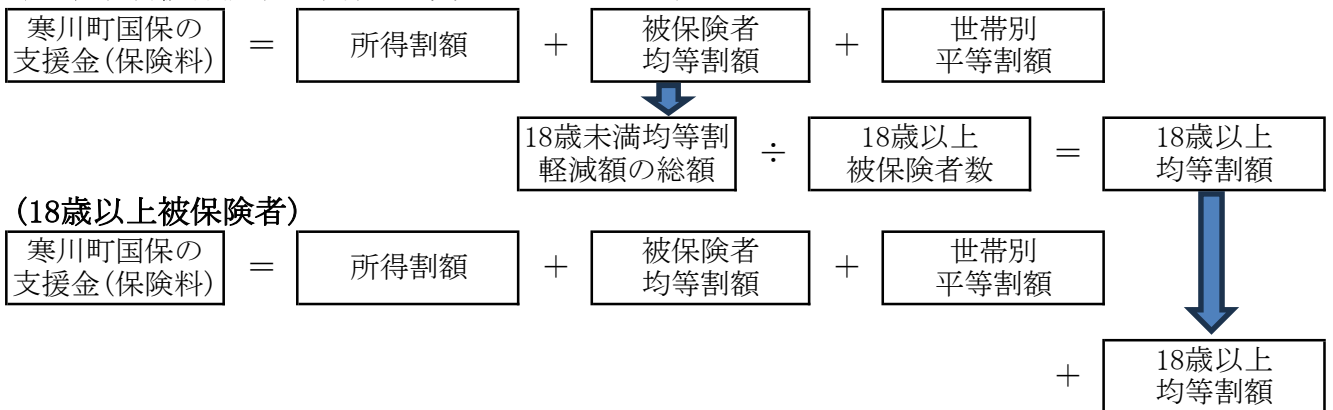 寒川町国保の
支援金(保険料)
＝
所得割額
＋
被保険者
均等割額
＋
世帯別
平等割額
18歳未満均等割
軽減額の総額
÷
18歳以上
被保険者数
＝
18歳以上
均等割額
(18歳以上被保険者)
寒川町国保の
支援金(保険料)
＝
所得割額
＋
被保険者
均等割額
＋
世帯別
平等割額
＋
18歳以上
均等割額